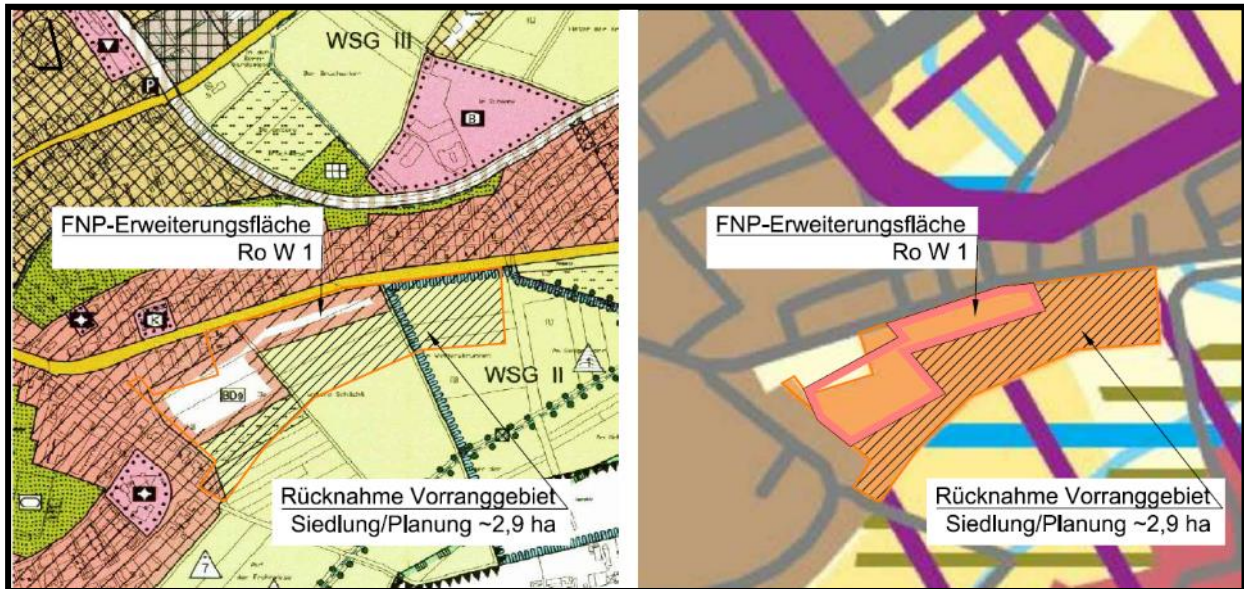 WSG III
P
B
FNP-Erweiterungsfläche
Ro W 1
K
WSG II
BD9
Rücknahme Vorranggebiet
Siedlung/Planung ~2,9 ha
7
FNP-Erweiterungsfläche
Ro W 1
Rücknahme Vorranggebiet
Siedlung/Planung ~2,9 ha